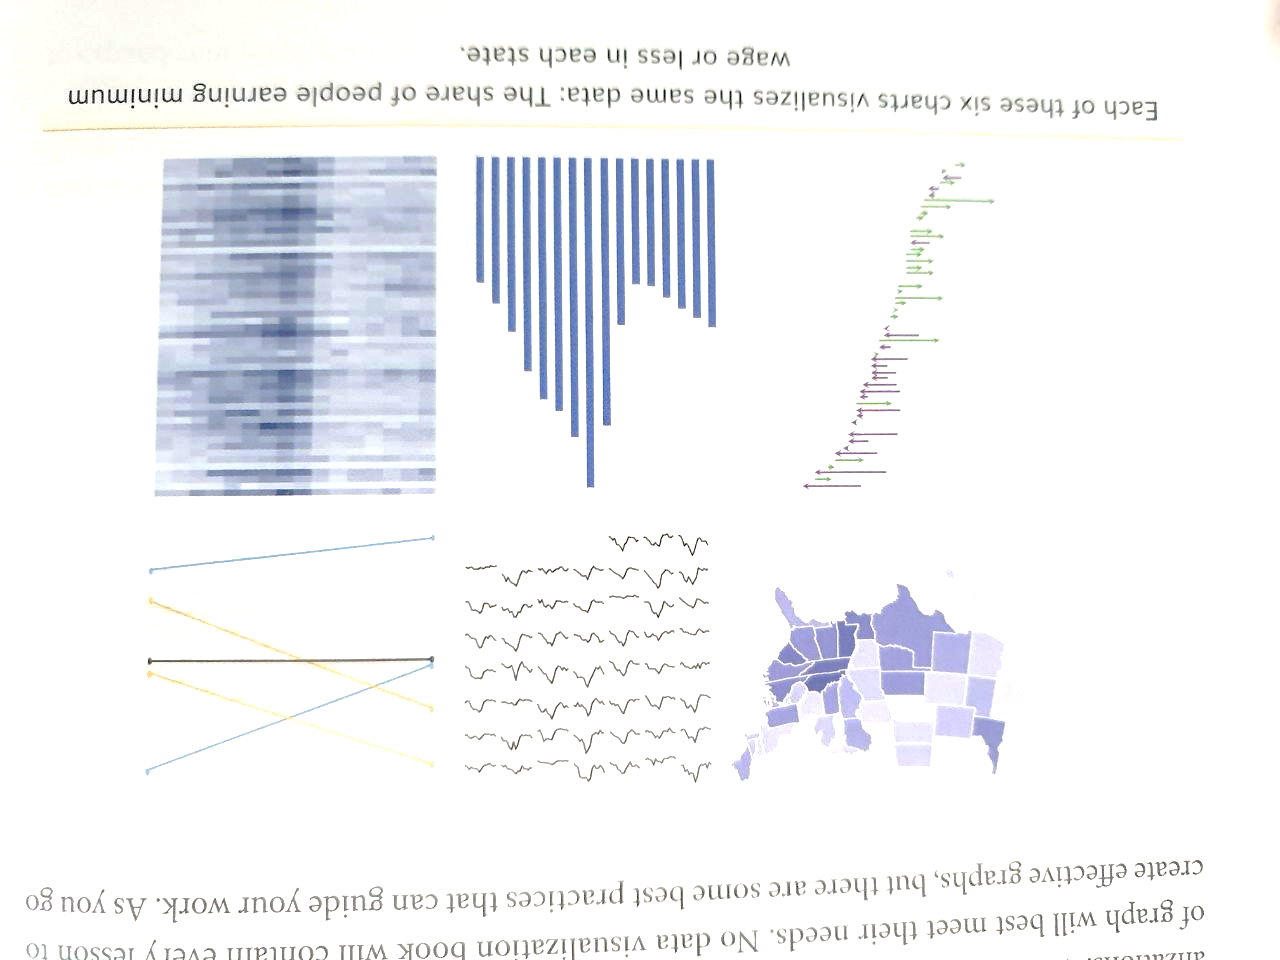 of graph will best meet their needs. No data visualization book will contain every lesson to
create effective graphs, but there are some best practices that can guide your work. As you go
Each of these six charts visualizes the same data: The share of people earning minimum
wage or less in each state.